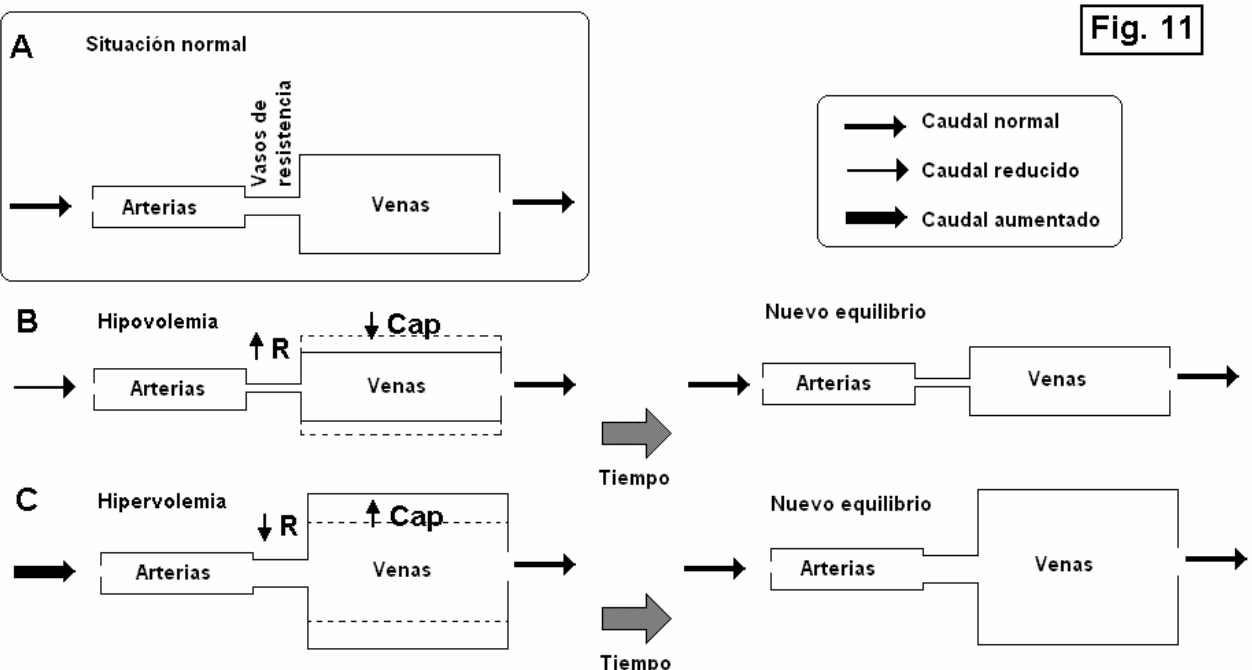 Fig. 11
A
Situación normal
Vasos de
resistencia
Arterias
Venas
Caudal normal
Caudal reducido
Caudal aumentado
B
Hipovolemia
↑ R
↓ Cap
Arterias
Venas
Tiempo
Nuevo equilibrio
Arterias
Venas
C
Hipervolemia
↓ R
↑ Cap
Arterias
Venas
Tiempo
Nuevo equilibrio
Arterias
Venas